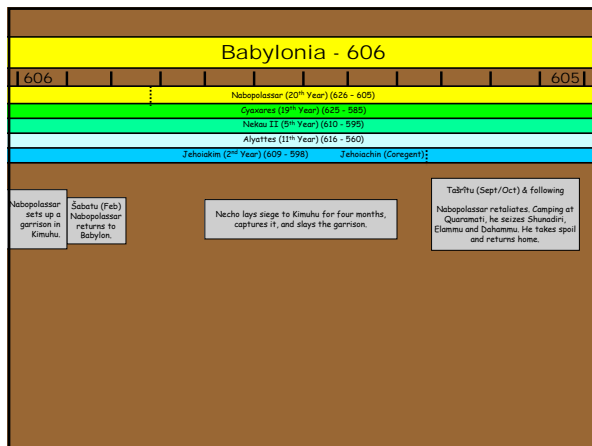 Babylonia - 606
606
605
Nabopolassar (20th Year) (626 – 605)
Cyaxares (19th Year) (625 – 585)
Nekau II (5th Year) (610 – 595)
Alyattes (11th Year) (616 – 560)
Jehoiakim (2nd Year) (609 – 598)
Jehoiachin (Coregent)
Nabopolassar
sets up a
garrison in
Kimuhu.
Šabatu (Feb)
Nabopolassar
returns to
Babylon.
Necho lays siege to Kimuhu for four months,
captures it, and slays the garrison.
Tašrîtu (Sept/Oct) & following
Nabopolassar retaliates. Camping at
Quaramati, he seizes Shunadiri,
Elammu and Dahammu. He takes spoil
and returns home.